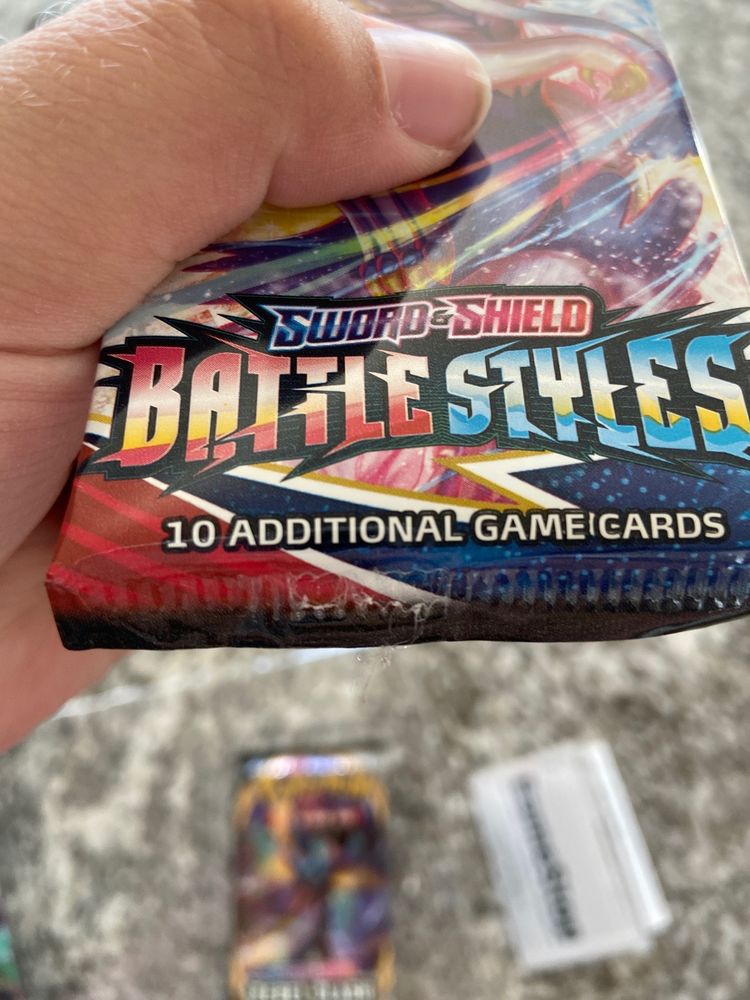 SWORD & SHIELD
BATTLE STYLES
10 ADDITIONAL GAME CARDS